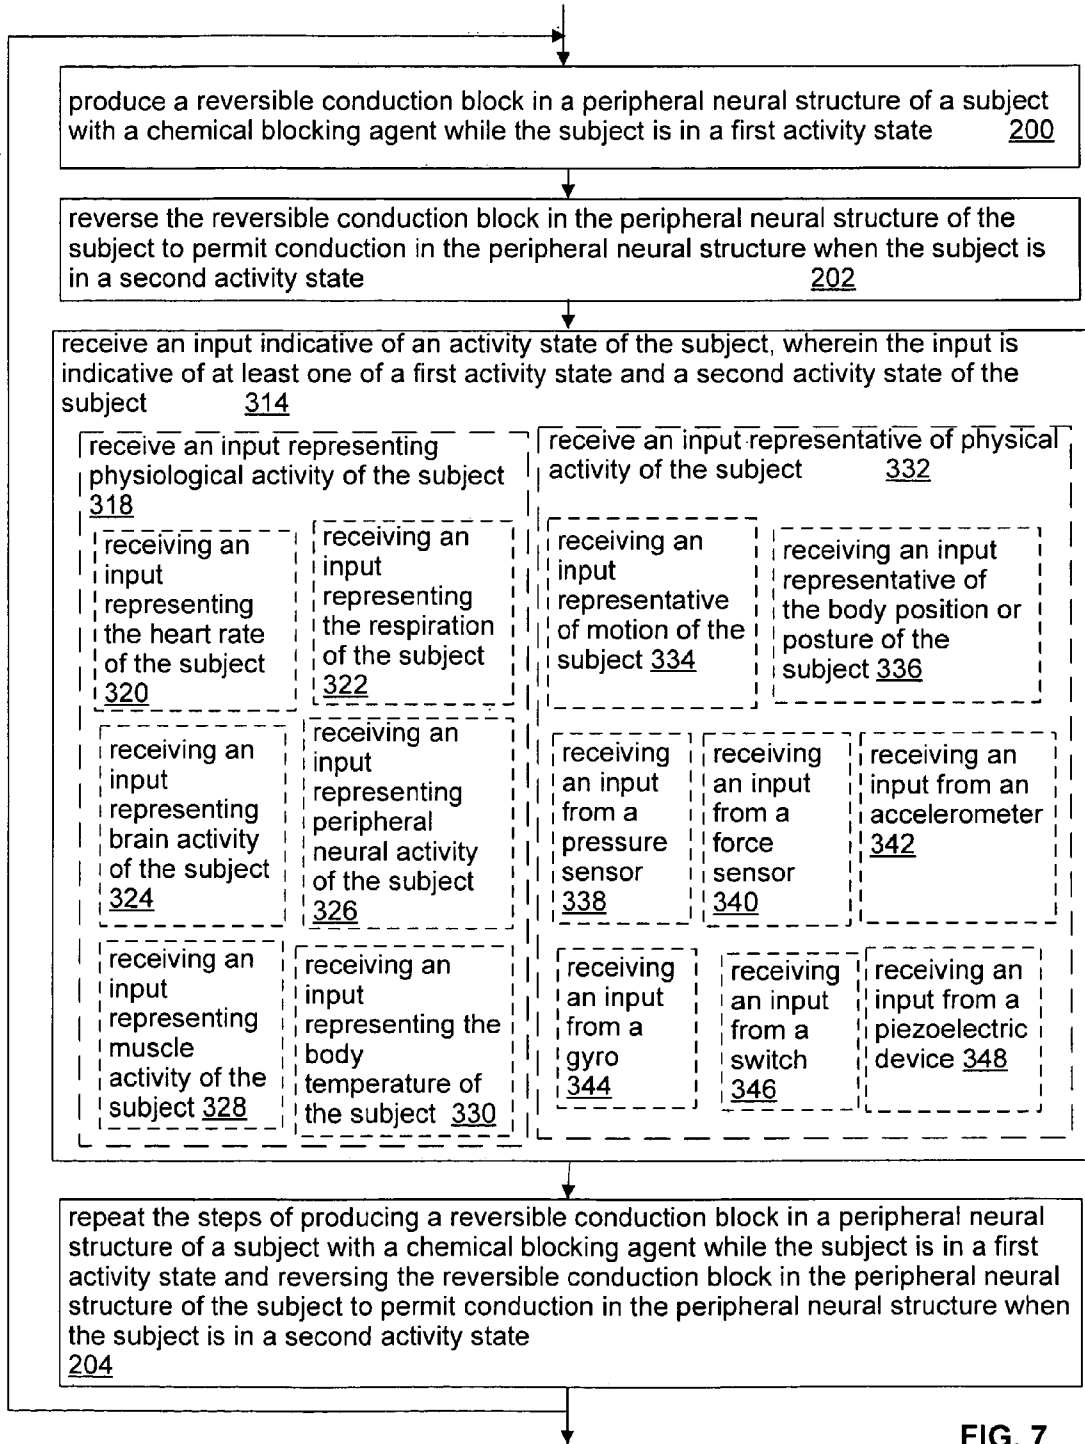 produce a reversible conduction block in a peripheral neural structure of a subject
with a chemical blocking agent while the subject is in a first activity state 200
reverse the reversible conduction block in the peripheral neural structure of the
subject to permit conduction in the peripheral neural structure when the subject is
in a second activity state 202
receive an input indicative of an activity state of the subject, wherein the input is
indicative of at least one of a first activity state and a second activity state of the
subject 314
receive an input representing
physiological activity of the subject
318
receiving an
input
representing
the heart rate
of the subject
320
receiving an
input
representing
the respiration
of the subject
322
receiving an
input
representing
brain activity
of the subject
324
receiving an
input
representing
peripheral
neural activity
of the subject
326
receiving an
input
representing
muscle
activity of the
subject 328
receiving an
input
representing the
body
temperature of
the subject 330
receive an input representative of physical
activity of the subject 332
receiving an
input
representative
of motion of the
subject 334
receiving an input
representative of
the body position or
posture of the
subject 336
receiving
an input
from a
pressure
sensor
338
receiving
an input
from a
force
sensor
340
receiving an
input from an
accelerometer
342
receiving
an input
from a
gyro
344
receiving
an input
from a
switch
346
receiving an
input from a
piezoelectric
device 348
repeat the steps of producing a reversible conduction block in a peripheral neural
structure of a subject with a chemical blocking agent while the subject is in a first
activity state and reversing the reversible conduction block in the peripheral neural
structure of the subject to permit conduction in the peripheral neural structure when
the subject is in a second activity state
204
FIG. 7